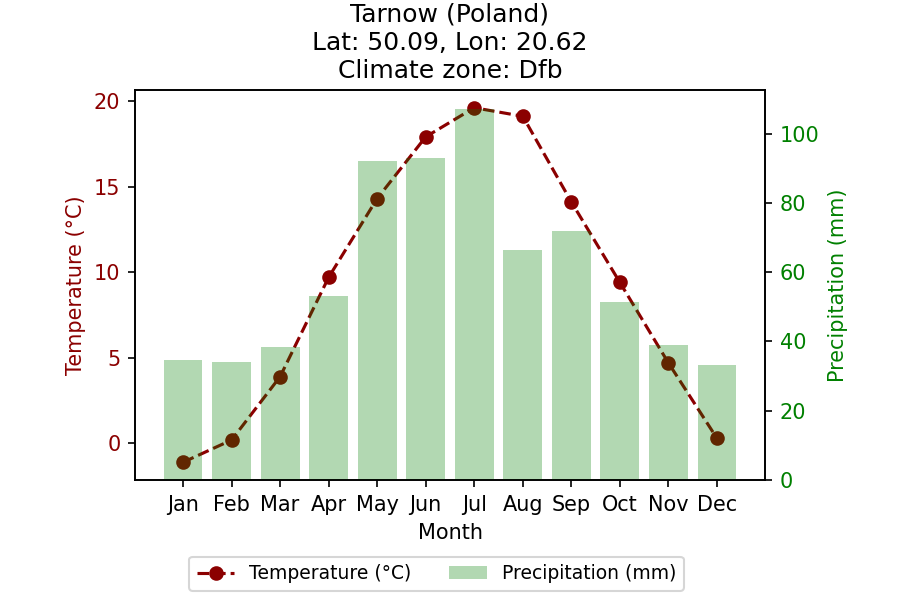 Tarnow (Poland)
Lat: 50.09, Lon: 20.62
Climate zone: Dfb
Temperature (°C)
20
15
10
5
0
Precipitation (mm)
100
80
60
40
20
0
Jan Feb Mar Apr May Jun Jul Aug Sep Oct Nov Dec
Month
Temperature (°C) Precipitation (mm)